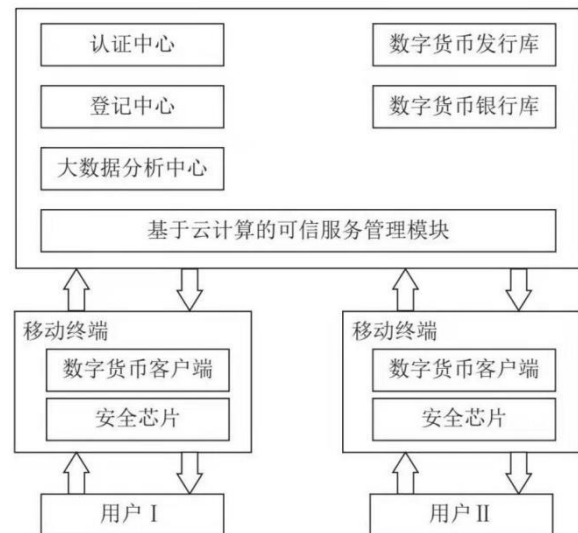 认证中心
数字货币发行库
登记中心
数字货币银行库
大数据分析中心
基于云计算的可信服务管理模块
移动终端
数字货币客户端
安全芯片
移动终端
数字货币客户端
安全芯片
用户Ⅰ
用户Ⅱ